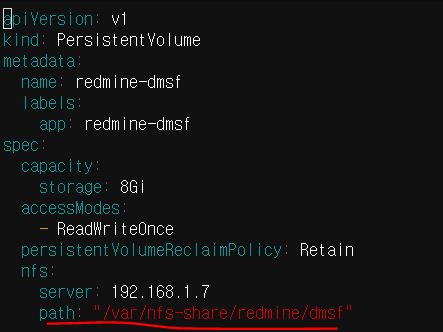 apiVersion: v1
kind: PersistentVolume
metadata:
  name: redmine-dmsf
  labels:
    app: redmine-dmsf
spec:
  capacity:
    storage: 8Gi
  accessModes:
    - ReadWriteOnce
  persistentVolumeReclaimPolicy: Retain
  nfs:
    server: 192.168.1.7
    path: "/var/nfs-share/redmine/dmsf"